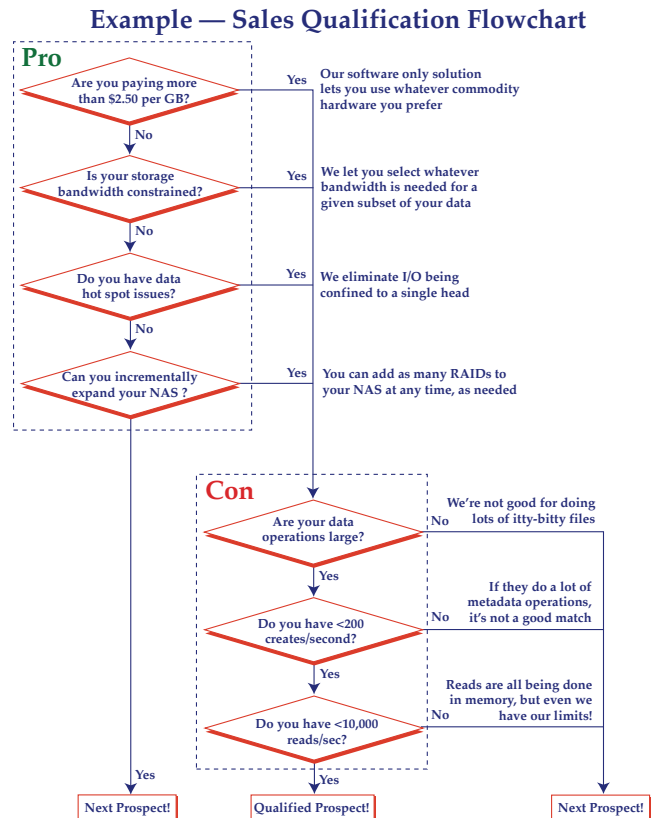 Example — Sales Qualification Flowchart
Pro
Are you paying more
than $2.50 per GB?
Yes
Our software only solution
lets you use whatever commodity
hardware you prefer
No
Is your storage
bandwidth constrained?
Yes
We let you select whatever
bandwidth is needed for a
given subset of your data
No
Do you have data
hot spot issues?
Yes
We eliminate I/O being
confined to a single head
No
Can you incrementally
expand your NAS ?
Yes
You can add as many RAIDs to
your NAS at any time, as needed
Con
Are your data
operations large?
No
We're not good for doing
lots of itty-bitty files
Yes
Do you have <200
creates/second?
No
If they do a lot of
metadata operations,
it's not a good match
Yes
Do you have <10,000
reads/sec?
No
Reads are all being done
in memory, but even we
have our limits!
Yes
Yes
Next Prospect!
Qualified Prospect!
Next Prospect!